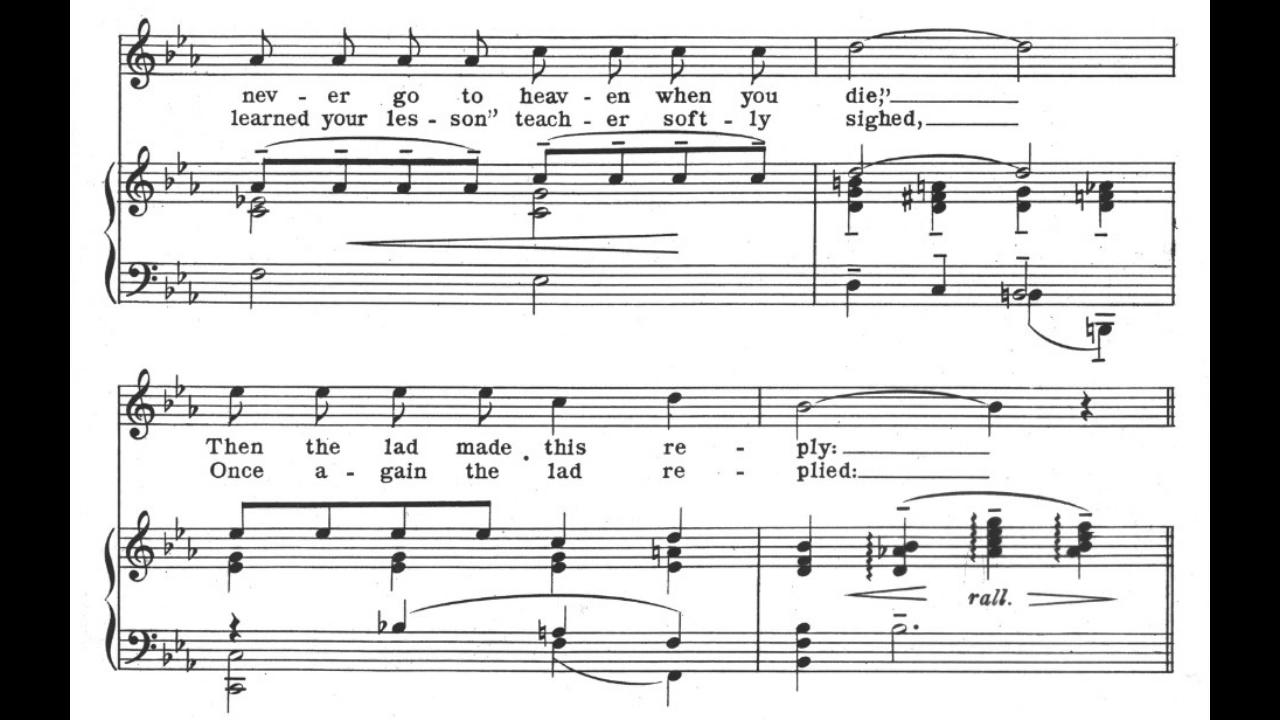 nev - er go to heav - en when you die,"
learned your les - son" teach - er soft - ly sighed,
Then the lad made this re - ply:
Once a - gain the lad re - plied:
rall.